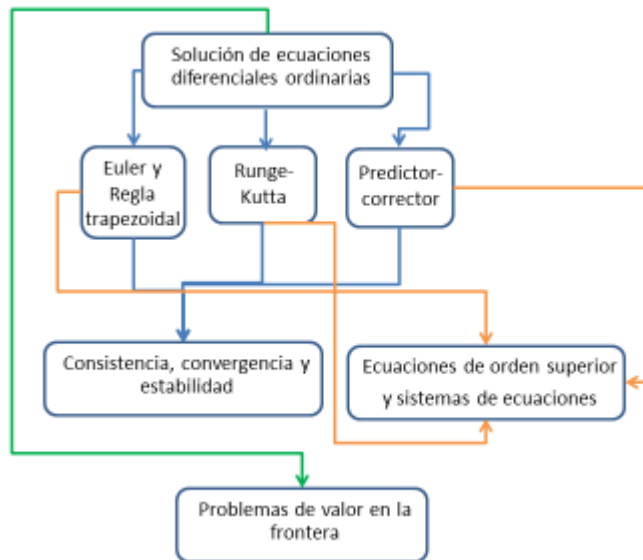 Solución de ecuaciones
diferenciales ordinarias
Euler y
Regla
trapezoidal
Runge-
Kutta
Predictor-
corrector
Consistencia, convergencia y
estabilidad
Ecuaciones de orden superior
y sistemas de ecuaciones
Problemas de valor en la
frontera